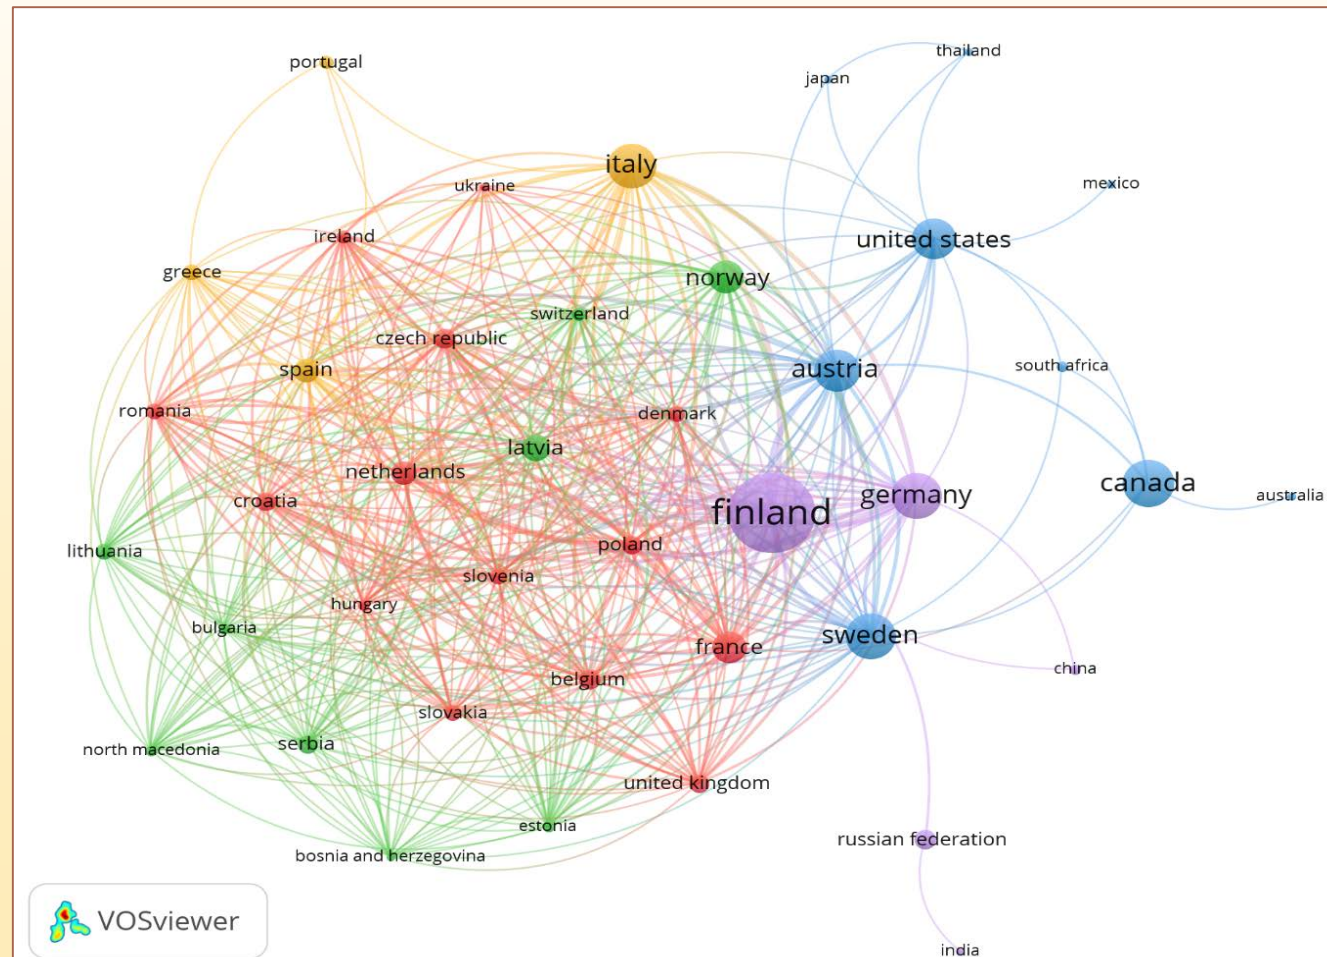 thailand
portugal
japan
italy
mexico
ukraine
ireland
united states
greece
norway
switzerland
czech republic
south africa
spain
austria
romania
denmark
latvia
netherlands
canada
germany
australia
croatia
finland
poland
lithuania
slovenia
hungary
bulgaria
sweden
france
china
belgium
slovakia
serbia
north macedonia
united kingdom
estonia
russian federation
bosnia and herzegovina
VOSviewer
india